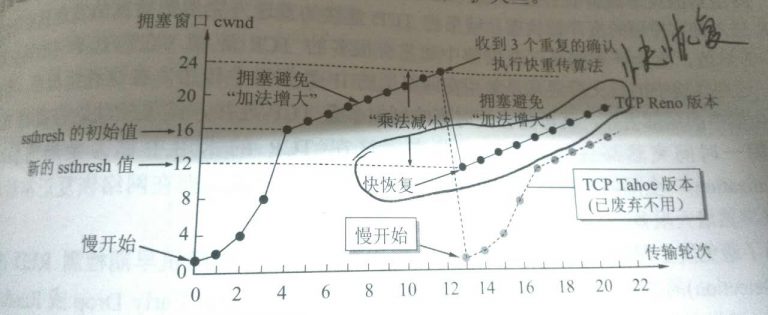 拥塞窗口 cwnd
24
20
16
12
8
4
0
ssthresh 的初始值
新的 ssthresh 值
慢开始
拥塞避免
“加法增大”
收到 3 个重复的确认
执行快重传算法
快恢复
“乘法减小”
拥塞避免
“加法增大”
TCP Reno 版本
快恢复
TCP Tahoe 版本
(已废弃不用)
慢开始
传输轮次
0 2 4 6 8 10 12 14 16 18 20 22